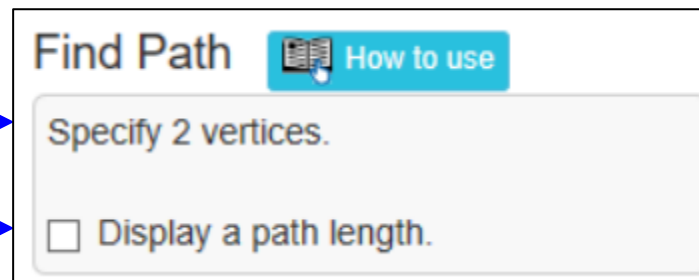 Find Path How to use
Specify 2 vertices.
Display a path length.